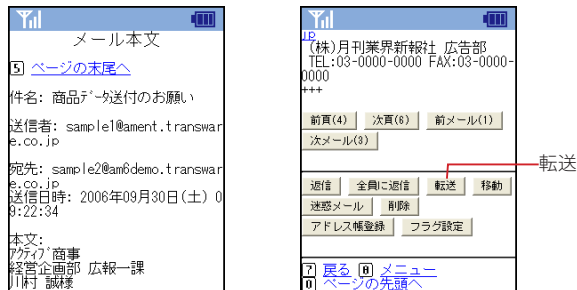 メール本文
5 ページの末尾へ
件名: 商品ﾃﾞｰﾀ送付のお願い
送信者: sample1@ament.transwar
e.co.jp
宛先: sample2@am6demo.transwar
e.co.jp
送信日時: 2006年09月30日(土) 0
9:22:34
本文:
ｱｸﾃｨﾌﾞ商事
経営企画部 広報一課
川村 誠様
jp
(株)月刊業界新報社 広告部
TEL:03-0000-0000 FAX:03-0000-
0000
+++
前頁(4) 次頁(6) 前メール(1)
次メール(3)
返信 全員に返信 転送 移動
迷惑メール 削除
アドレス帳登録 フラグ設定
7 戻る 8 メニュー
0 ページの先頭へ
転送